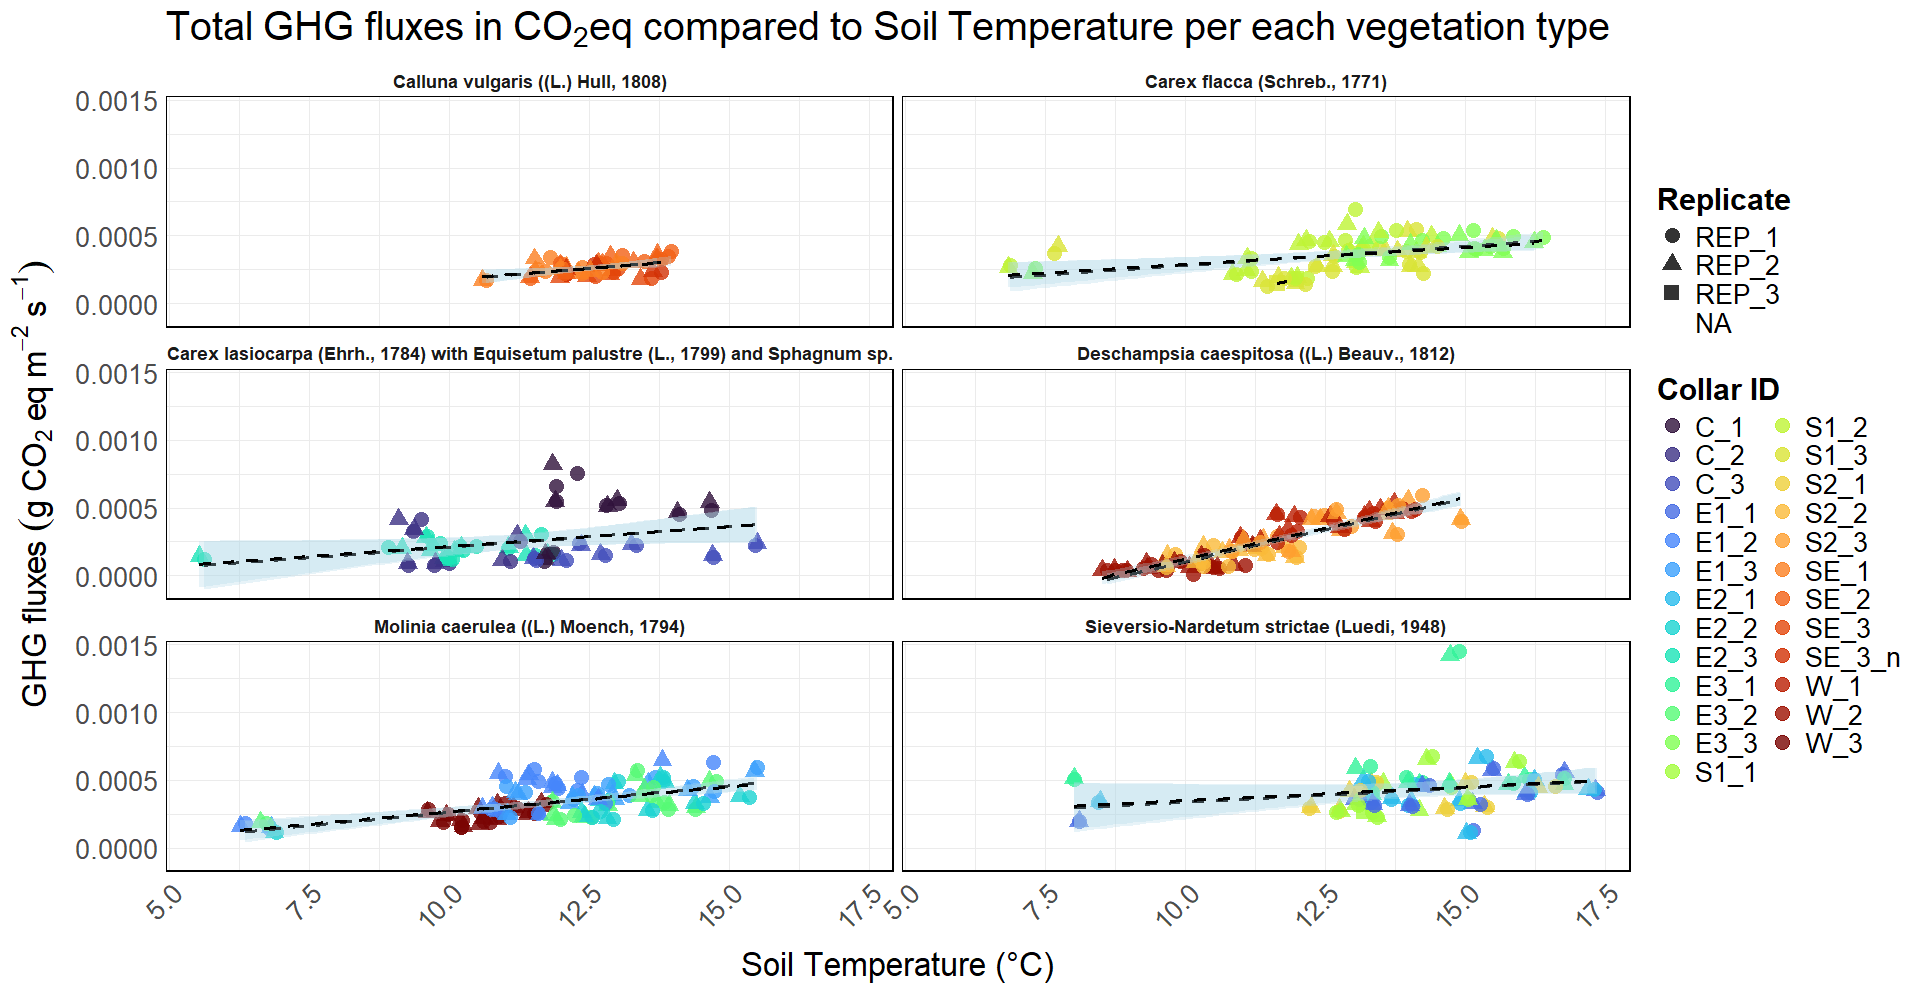 Total GHG fluxes in CO₂eq compared to Soil Temperature per each vegetation type
Calluna vulgaris ((L.) Hull, 1808)
Carex flacca (Schreb., 1771)
0.0015
0.0010
0.0005
0.0000
Carex lasiocarpa (Ehrh., 1784) with Equisetum palustre (L., 1799) and Sphagnum sp.
Deschampsia caespitosa ((L.) Beauv., 1812)
0.0015
0.0010
0.0005
0.0000
Molinia caerulea ((L.) Moench, 1794)
Sieversio-Nardetum strictae (Luedi, 1948)
0.0015
0.0010
0.0005
0.0000
5.0 7.5 10.0 12.5 15.0 17.5
5.0 7.5 10.0 12.5 15.0 17.5
Soil Temperature (°C)
GHG fluxes (g CO₂ eq m⁻² s⁻¹)
Replicate
REP_1
REP_2
REP_3
NA
Collar ID
C_1
C_2
C_3
E1_1
E1_2
E1_3
E2_1
E2_2
E2_3
E3_1
E3_2
E3_3
S1_1
S1_2
S1_3
S2_1
S2_2
S2_3
SE_1
SE_2
SE_3
SE_3_n
W_1
W_2
W_3